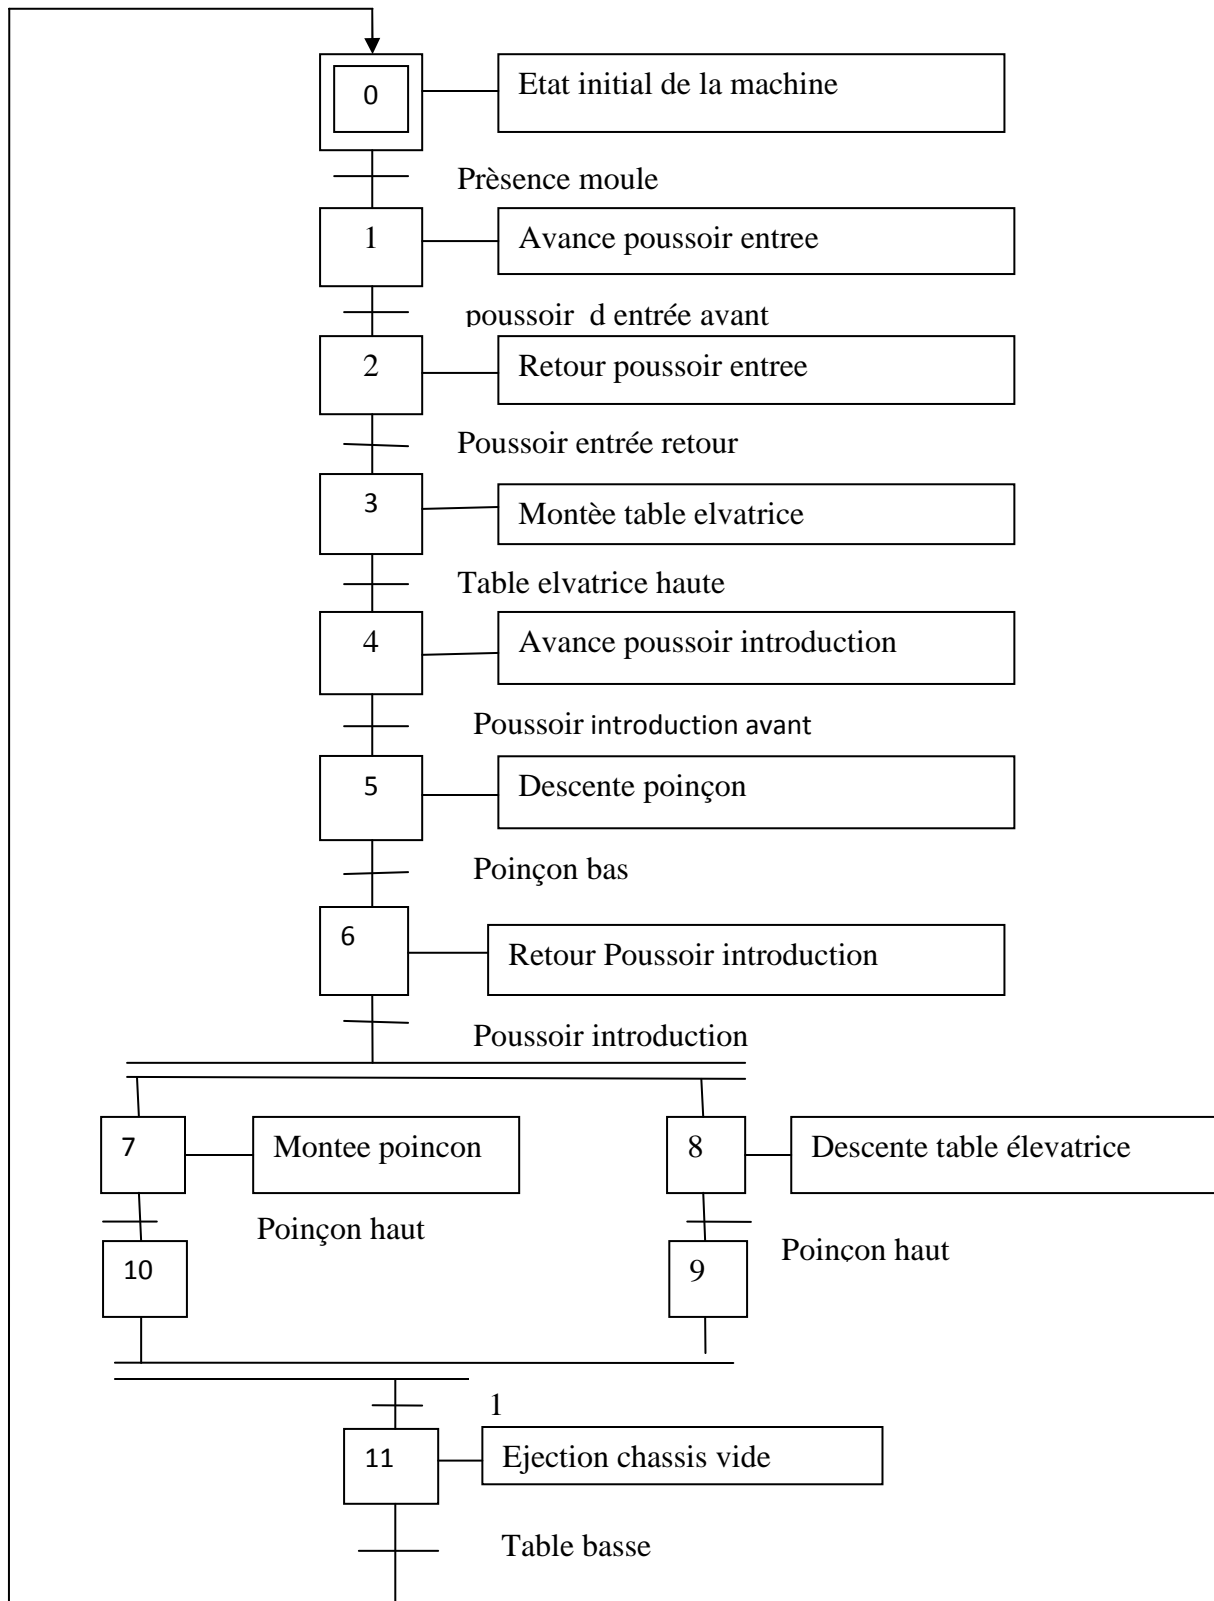 0
Etat initial de la machine
Prèsence moule
1
Avance poussoir entree
poussoir d entrée avant
2
Retour poussoir entree
Poussoir entrée retour
3
Montèe table elvatrice
Table elvatrice haute
4
Avance poussoir introduction
Poussoir introduction avant
5
Descente poinçon
Poinçon bas
6
Retour Poussoir introduction
Poussoir introduction
7
Montee poincon
8
Descente table élevatrice
Poinçon haut
Poinçon haut
10
9
1
11
Ejection chassis vide
Table basse